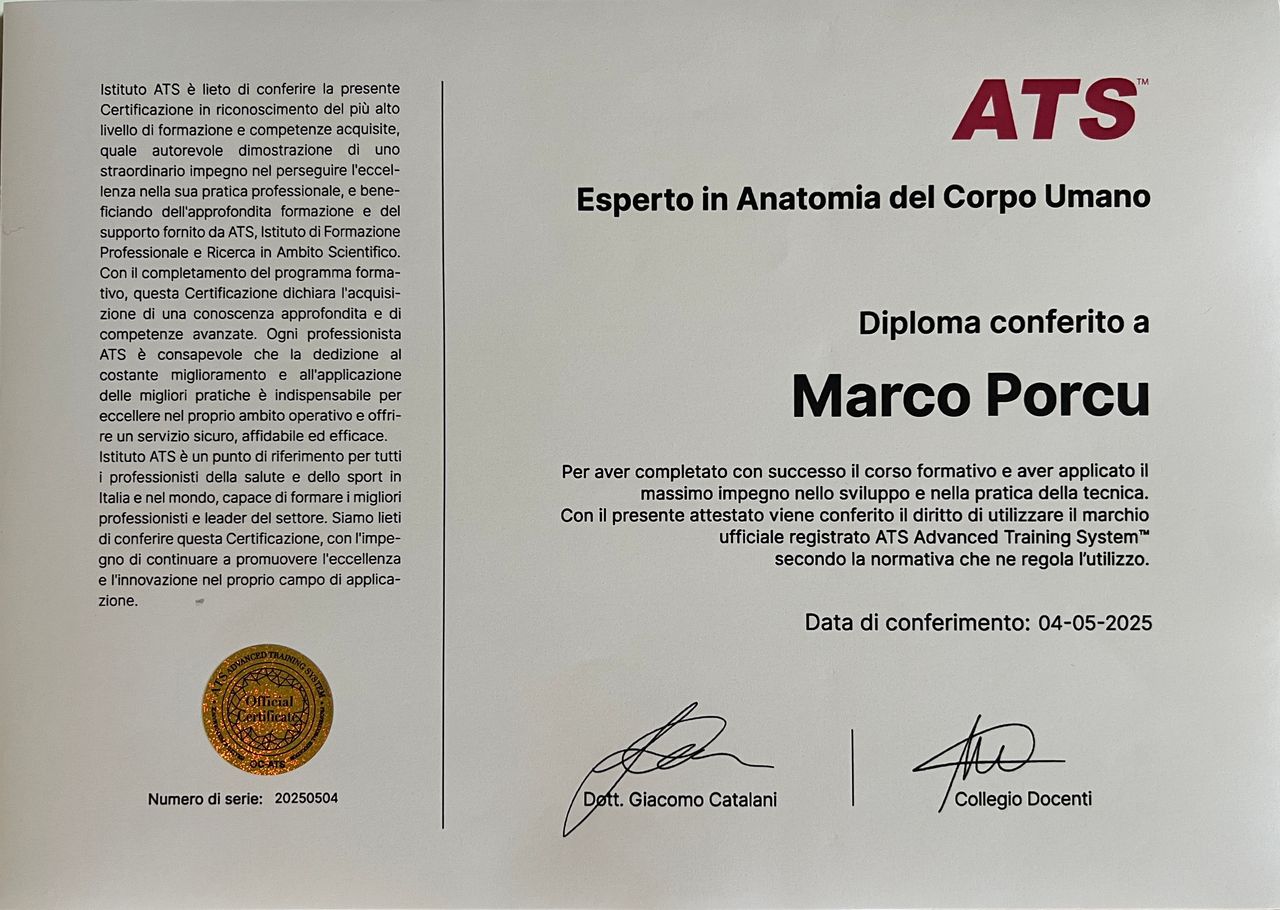 Istituto ATS è lieto di conferire la presente
Certificazione in riconoscimento del più alto
livello di formazione e competenze acquisite,
quale autorevole dimostrazione di uno
straordinario impegno nel perseguire l'eccel-
lenza nella sua pratica professionale, e bene-
ficiando dell'approfondita formazione e del
supporto fornito da ATS, Istituto di Formazione
Professionale e Ricerca in Ambito Scientifico.
Con il completamento del programma forma-
tivo, questa Certificazione dichiara l'acquisi-
zione di una conoscenza approfondita e di
competenze avanzate. Ogni professionista
ATS è consapevole che la dedizione al
costante miglioramento e all'applicazione
delle migliori pratiche è indispensabile per
eccellere nel proprio ambito operativo e offri-
re un servizio sicuro, affidabile ed efficace.
Istituto ATS è un punto di riferimento per tutti
i professionisti della salute e dello sport in
Italia e nel mondo, capace di formare i migliori
professionisti e leader del settore. Siamo lieti
di conferire questa Certificazione, con l'impe-
gno di continuare a promuovere l'eccellenza
e l'innovazione nel proprio campo di applica-
zione.
ATS ADVANCED TRAINING SYSTEM
Official
Certificate
OC-ATS
Numero di serie: 20250504
ATS™
Esperto in Anatomia del Corpo Umano
Diploma conferito a
Marco Porcu
Per aver completato con successo il corso formativo e aver applicato il
massimo impegno nello sviluppo e nella pratica della tecnica.
Con il presente attestato viene conferito il diritto di utilizzare il marchio
ufficiale registrato ATS Advanced Training System™
secondo la normativa che ne regola l'utilizzo.
Data di conferimento: 04-05-2025
Dott. Giacomo Catalani
Collegio Docenti